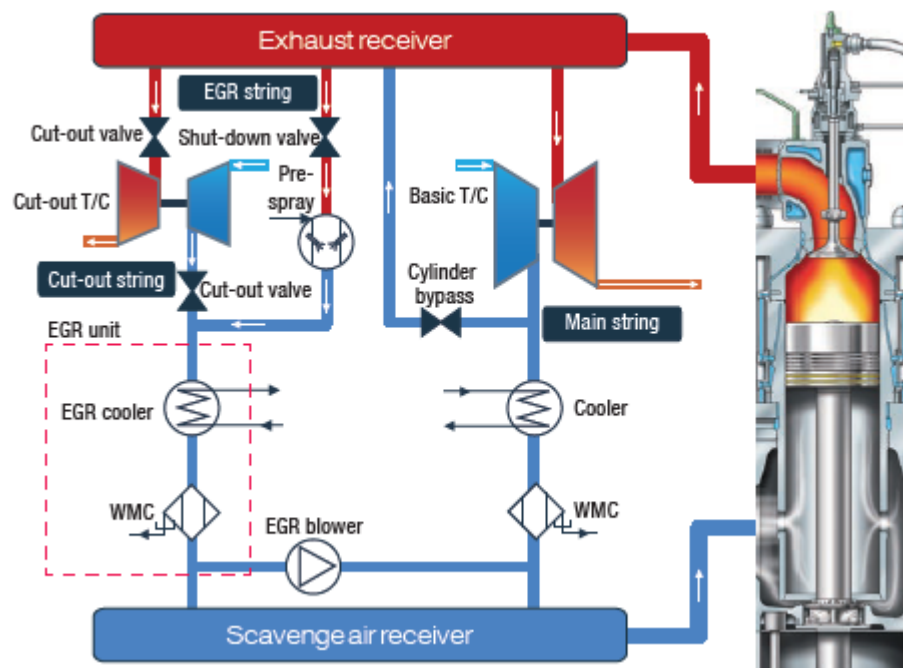 Exhaust receiver
EGR string
Cut-out valve
Shut-down valve
Pre-
spray
Cut-out T/C
Basic T/C
Cut-out string
Cut-out valve
Cylinder
bypass
Main string
EGR unit
EGR cooler
Cooler
WMC
EGR blower
WMC
Scavenge air receiver